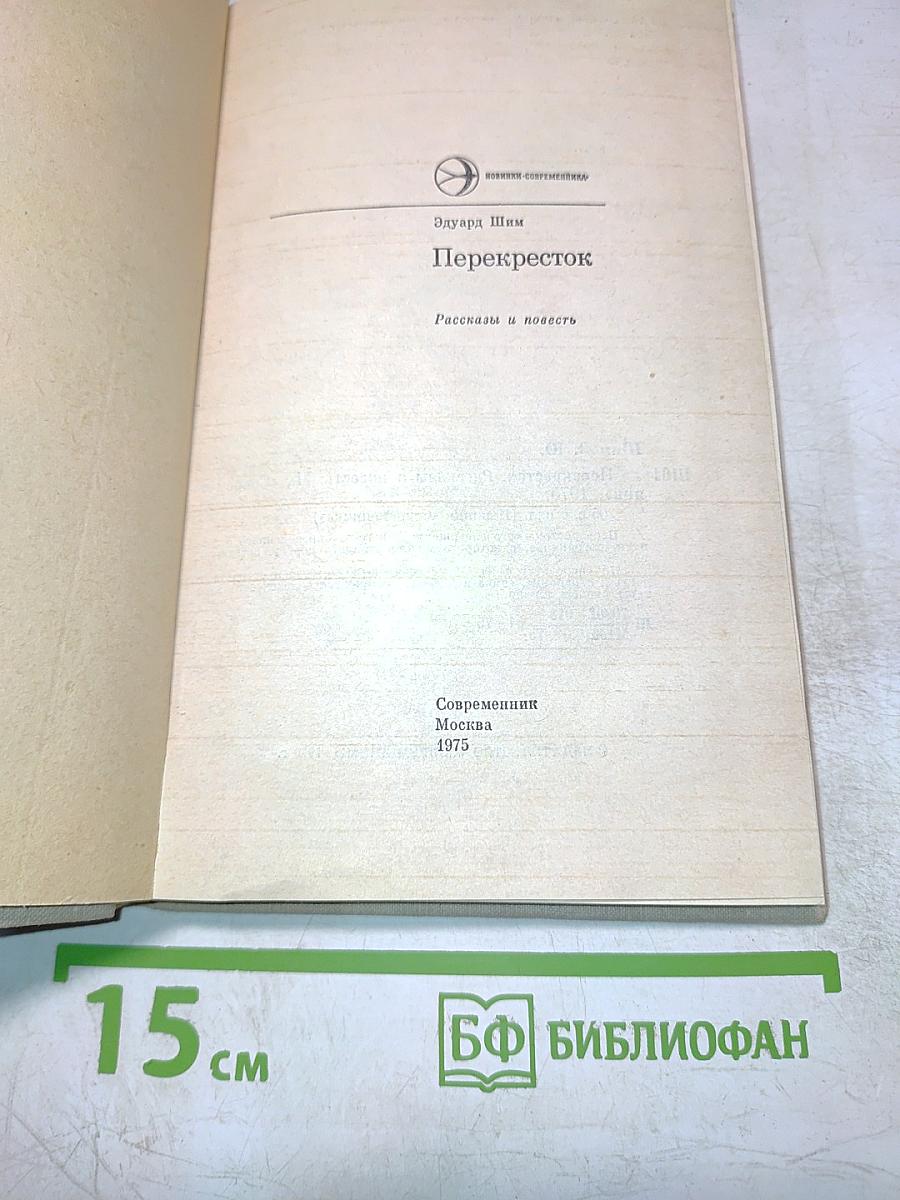 НОВИНКИ «СОВРЕМЕННИКА»
Эдуард Шим
Перекресток
Рассказы и повесть
Современник
Москва
1975
15 см
БФ БИБЛИОФАН